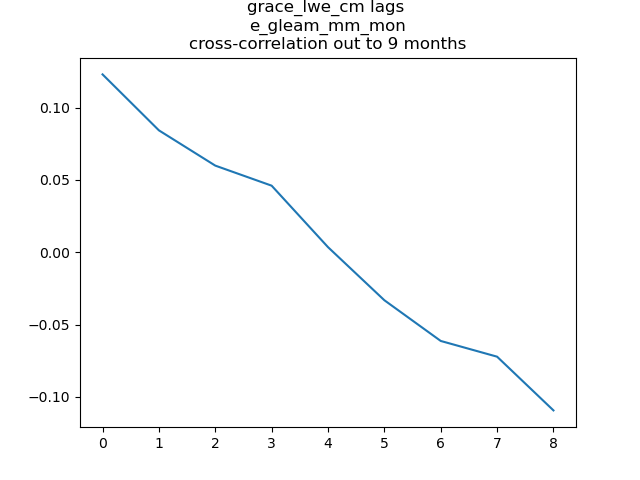 grace_lwe_cm lags
e_gleam_mm_mon
cross-correlation out to 9 months
0.10
0.05
0.00
−0.05
−0.10
0 1 2 3 4 5 6 7 8